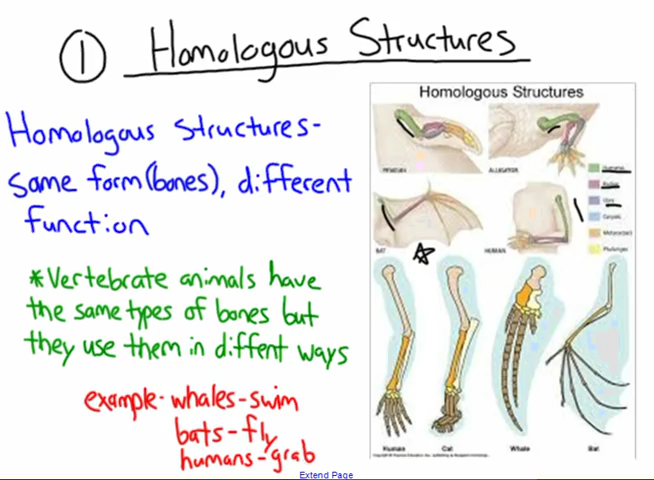 ① Homologous Structures
Homologous Structures-
same form (bones), different
function
*Vertebrate animals have
the same types of bones but
they use them in diffent ways
example- whales-swim
bats-fly
humans-grab
Homologous Structures
PENGUIN
ALLIGATOR
Humerus
Radius
Ulna
Carpals
Metacarpals
Phalanges
BAT
HUMAN
Human
Cat
Whale
Bat
Extend Page